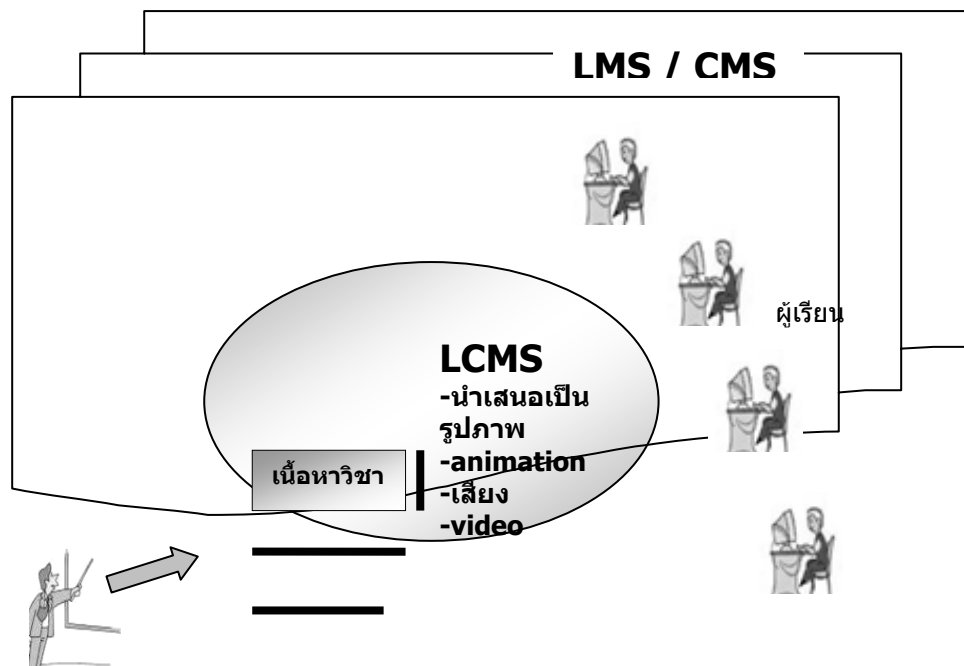 LMS / CMS
ผู้เรียน
LCMS
-นำเสนอเป็น
รูปภาพ
-animation
-เสียง
-video
เนื้อหาวิชา